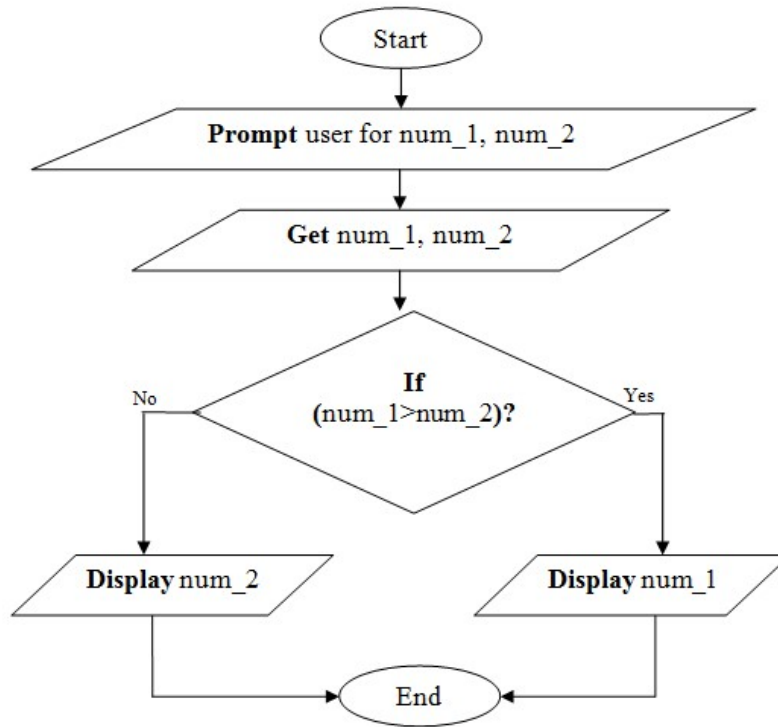 Start
Prompt user for num_1, num_2
Get num_1, num_2
If
(num_1>num_2)?
No
Yes
Display num_2
Display num_1
End